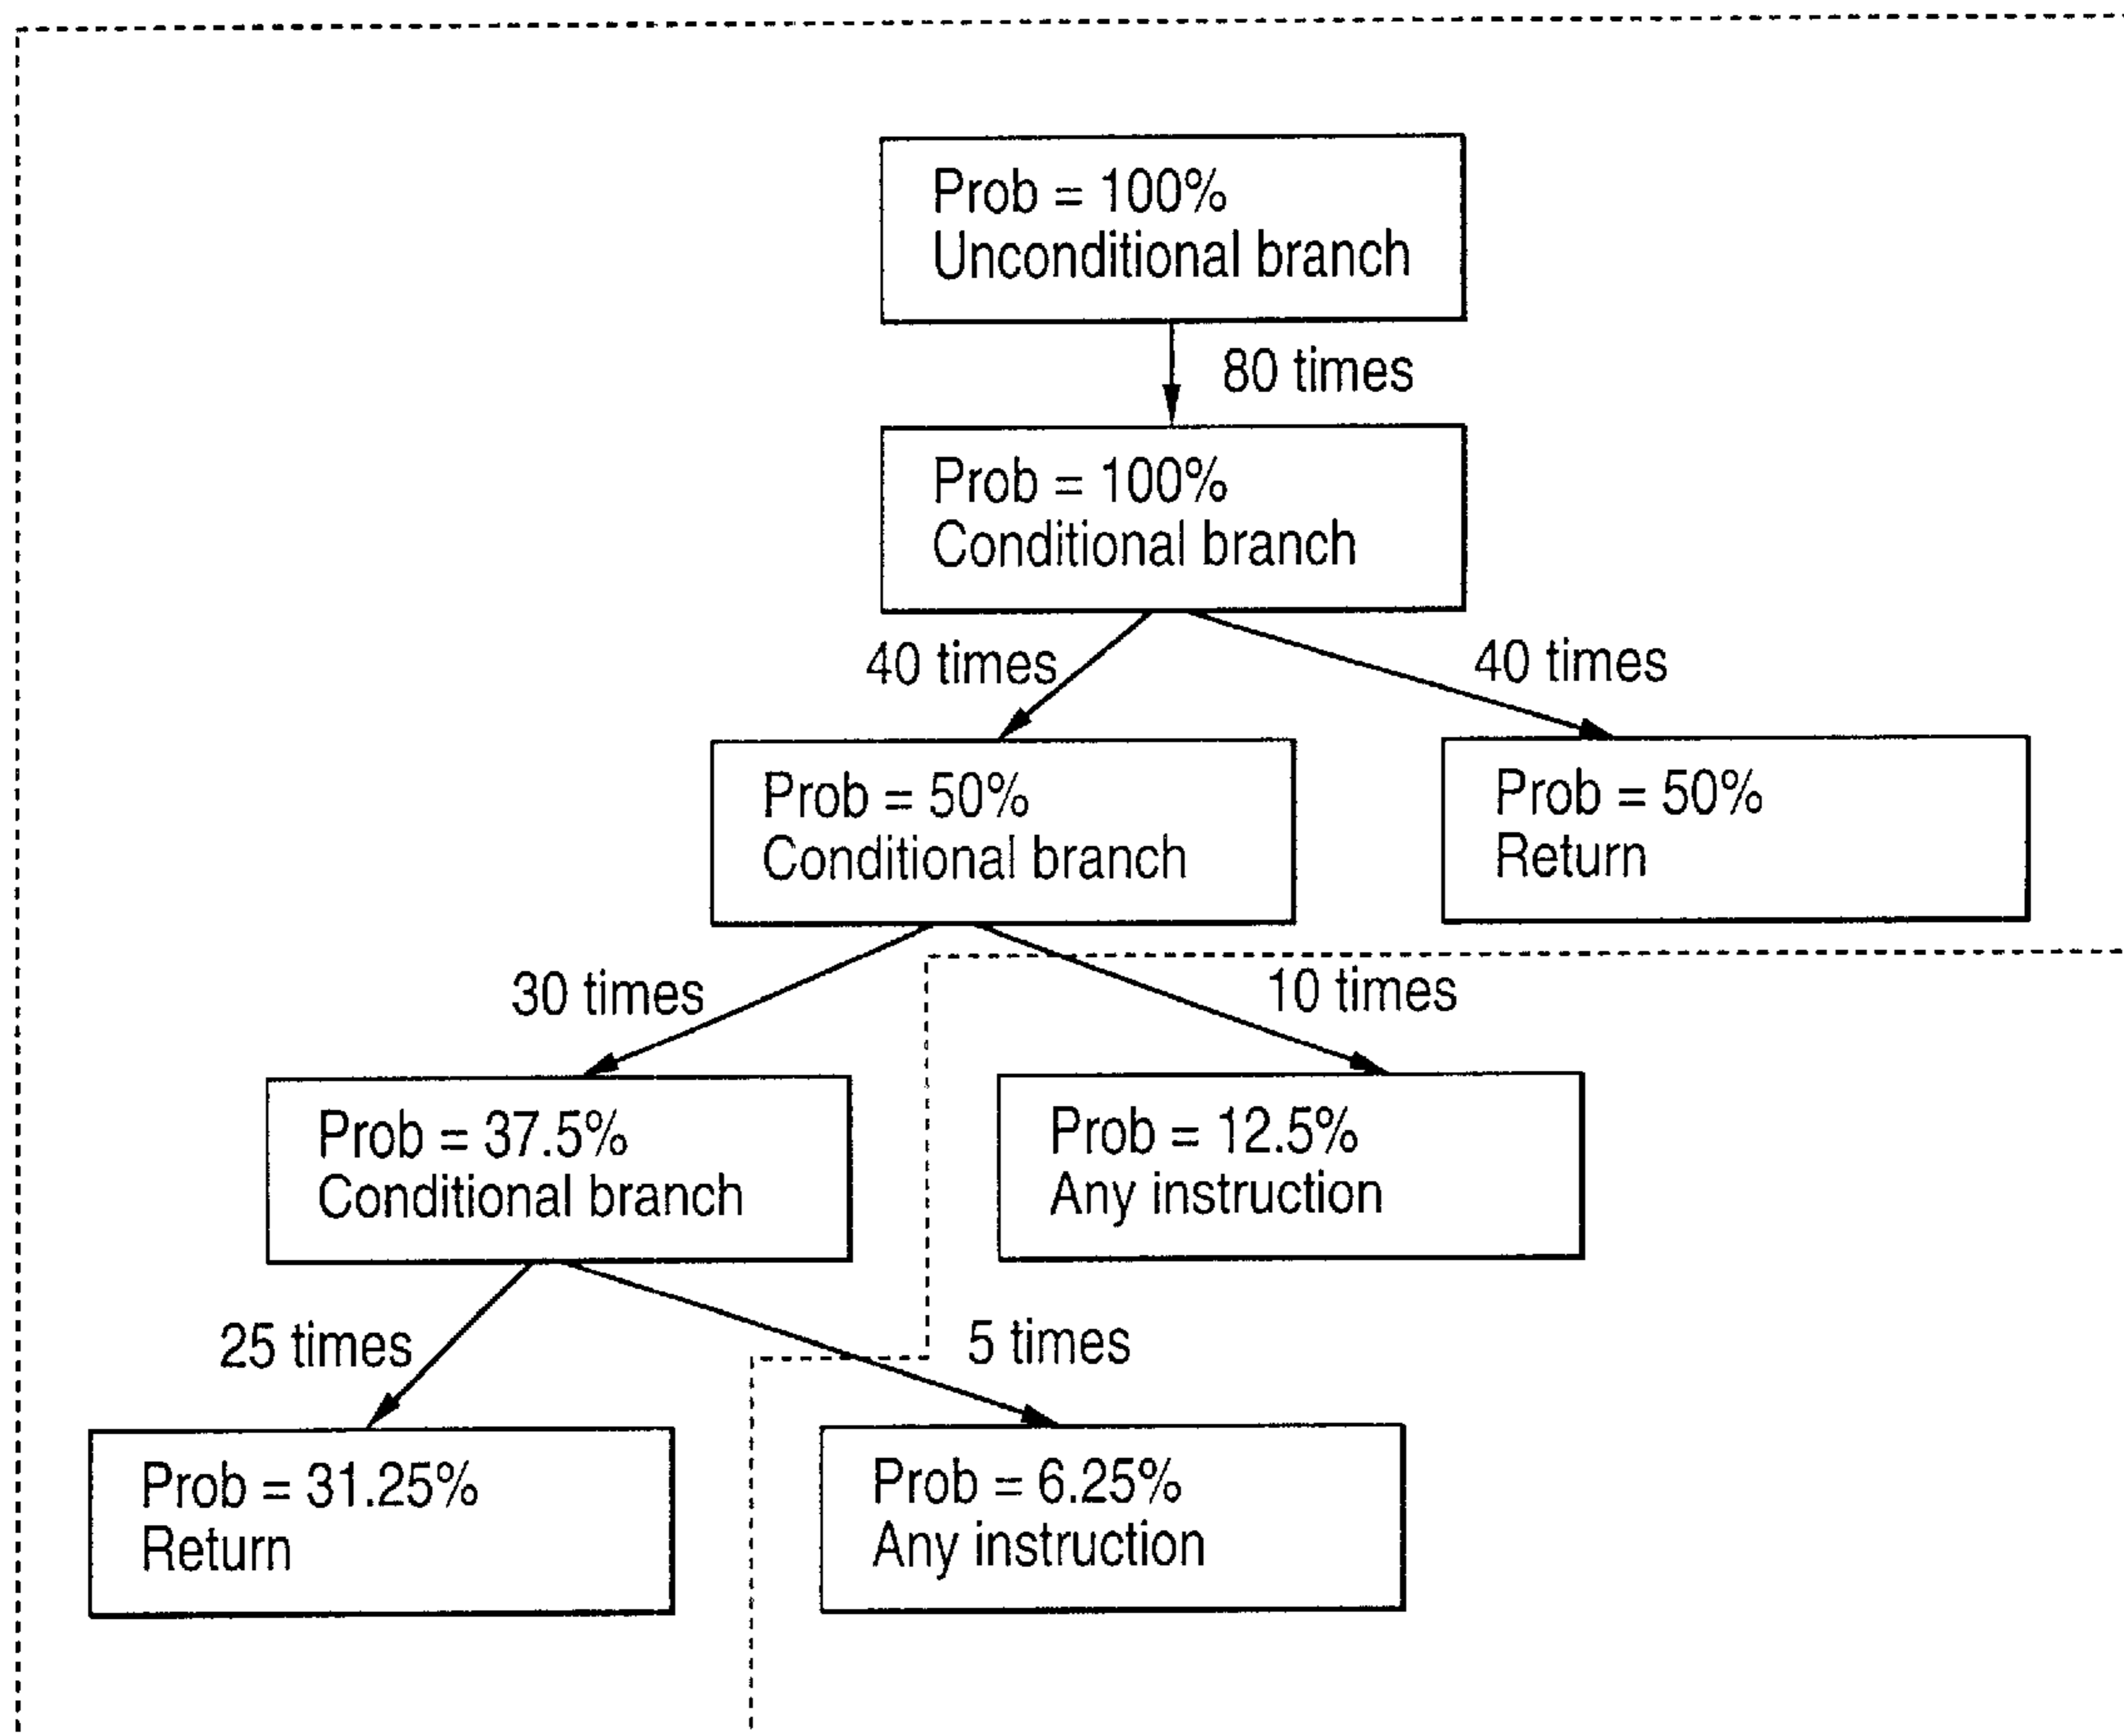 Prob = 100%
Unconditional branch
80 times
Prob = 100%
Conditional branch
40 times
40 times
Prob = 50%
Conditional branch
Prob = 50%
Return
30 times
10 times
Prob = 37.5%
Conditional branch
Prob = 12.5%
Any instruction
25 times
5 times
Prob = 31.25%
Return
Prob = 6.25%
Any instruction